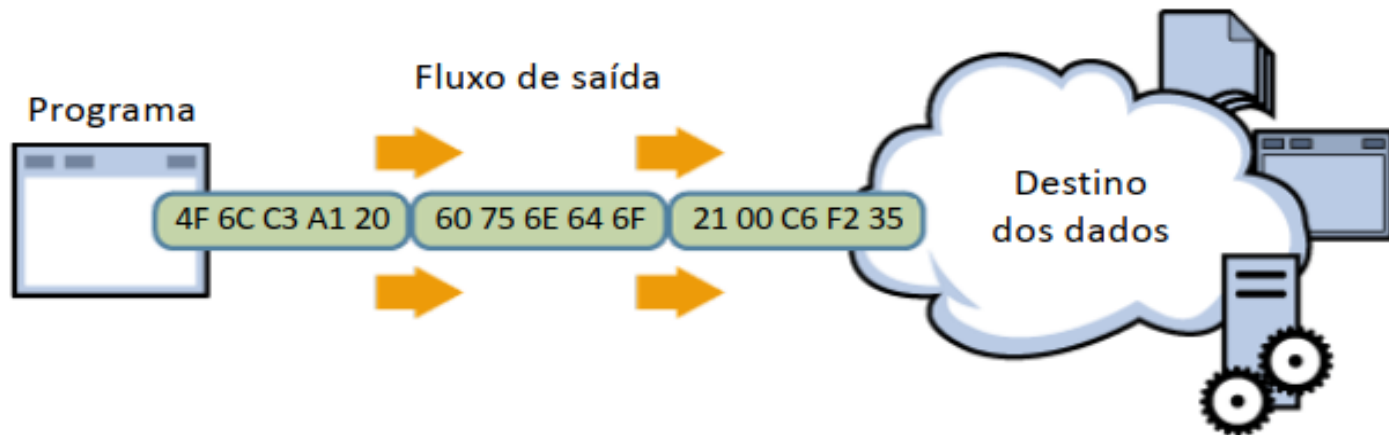 Fluxo de saída
Programa
4F 6C C3 A1 20
60 75 6E 64 6F
21 00 C6 F2 35
Destino
dos dados